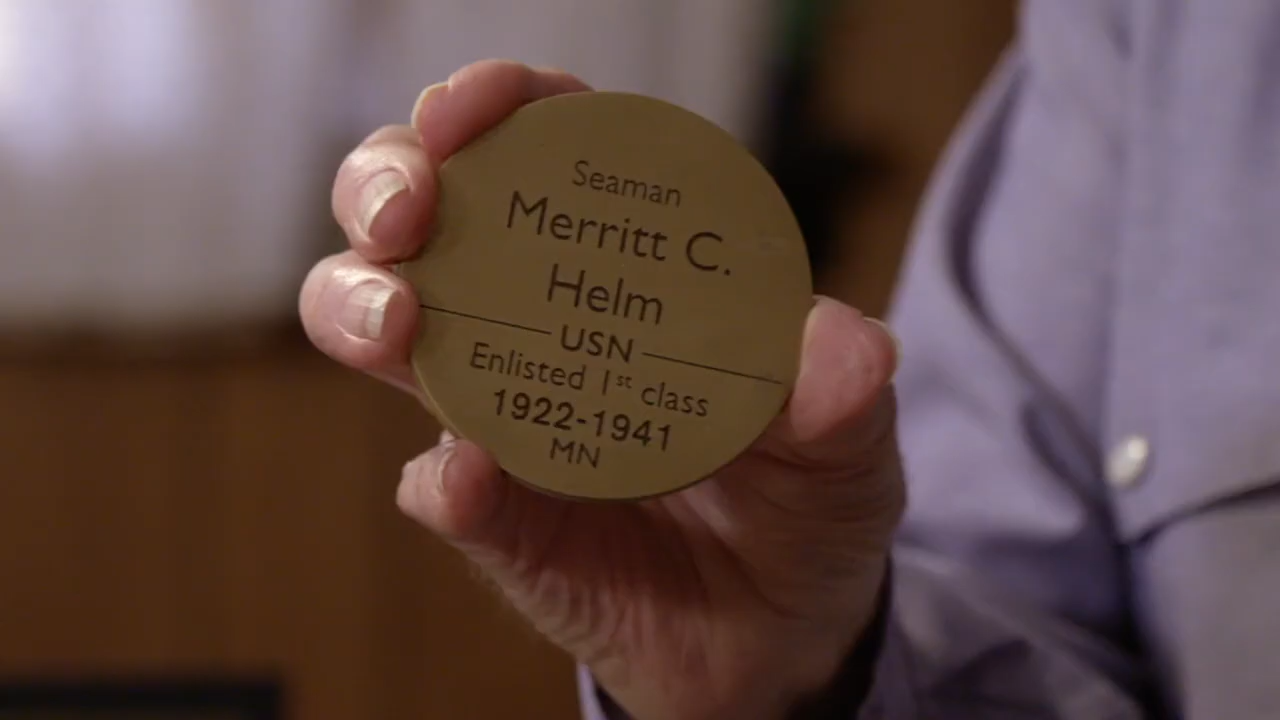 Seaman
Merritt C.
Helm
USN
Enlisted 1st class
1922-1941
MN